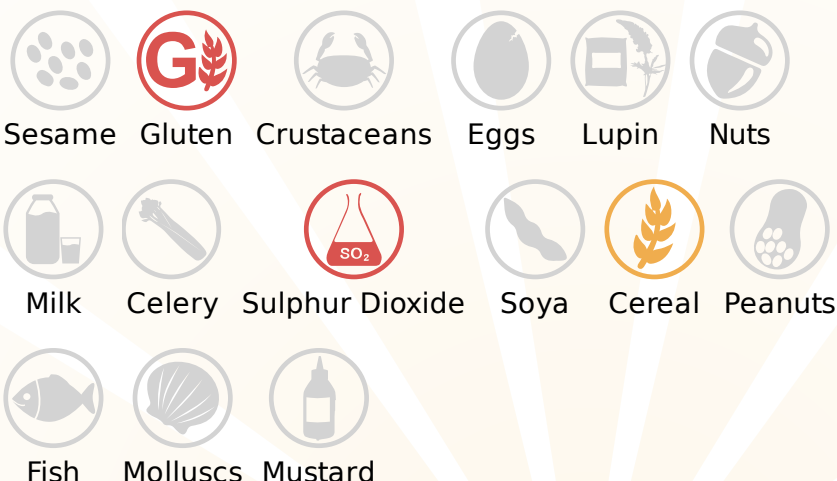 G
Sesame Gluten Crustaceans Eggs Lupin Nuts
SO₂
Milk Celery Sulphur Dioxide Soya Cereal Peanuts
Fish Molluscs Mustard